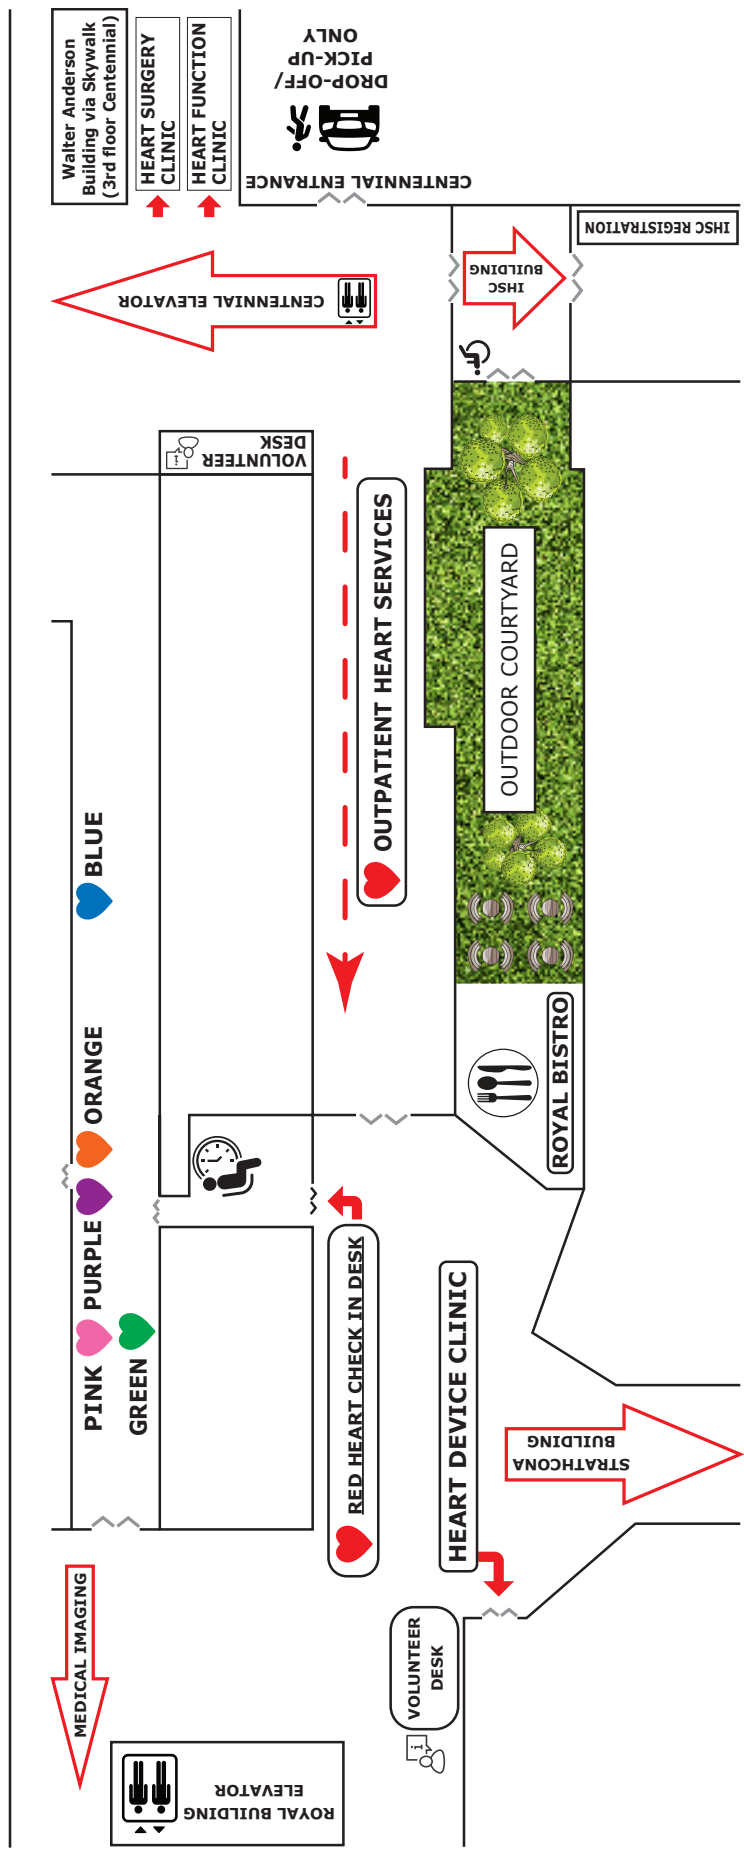 Walter Anderson
Building via Skywalk
(3rd floor Centennial)
HEART SURGERY
CLINIC
HEART FUNCTION
CLINIC
DROP-OFF/
PICK-UP
ONLY
CENTENNIAL ENTRANCE
IHSC REGISTRATION
IHSC
BUILDING
CENTENNIAL ELEVATOR
VOLUNTEER
DESK
OUTPATIENT HEART SERVICES
OUTDOOR COURTYARD
BLUE
ORANGE
PURPLE
PINK
GREEN
ROYAL BISTRO
RED HEART CHECK IN DESK
HEART DEVICE CLINIC
STRATHCONA
BUILDING
MEDICAL IMAGING
VOLUNTEER
DESK
ROYAL BUILDING
ELEVATOR